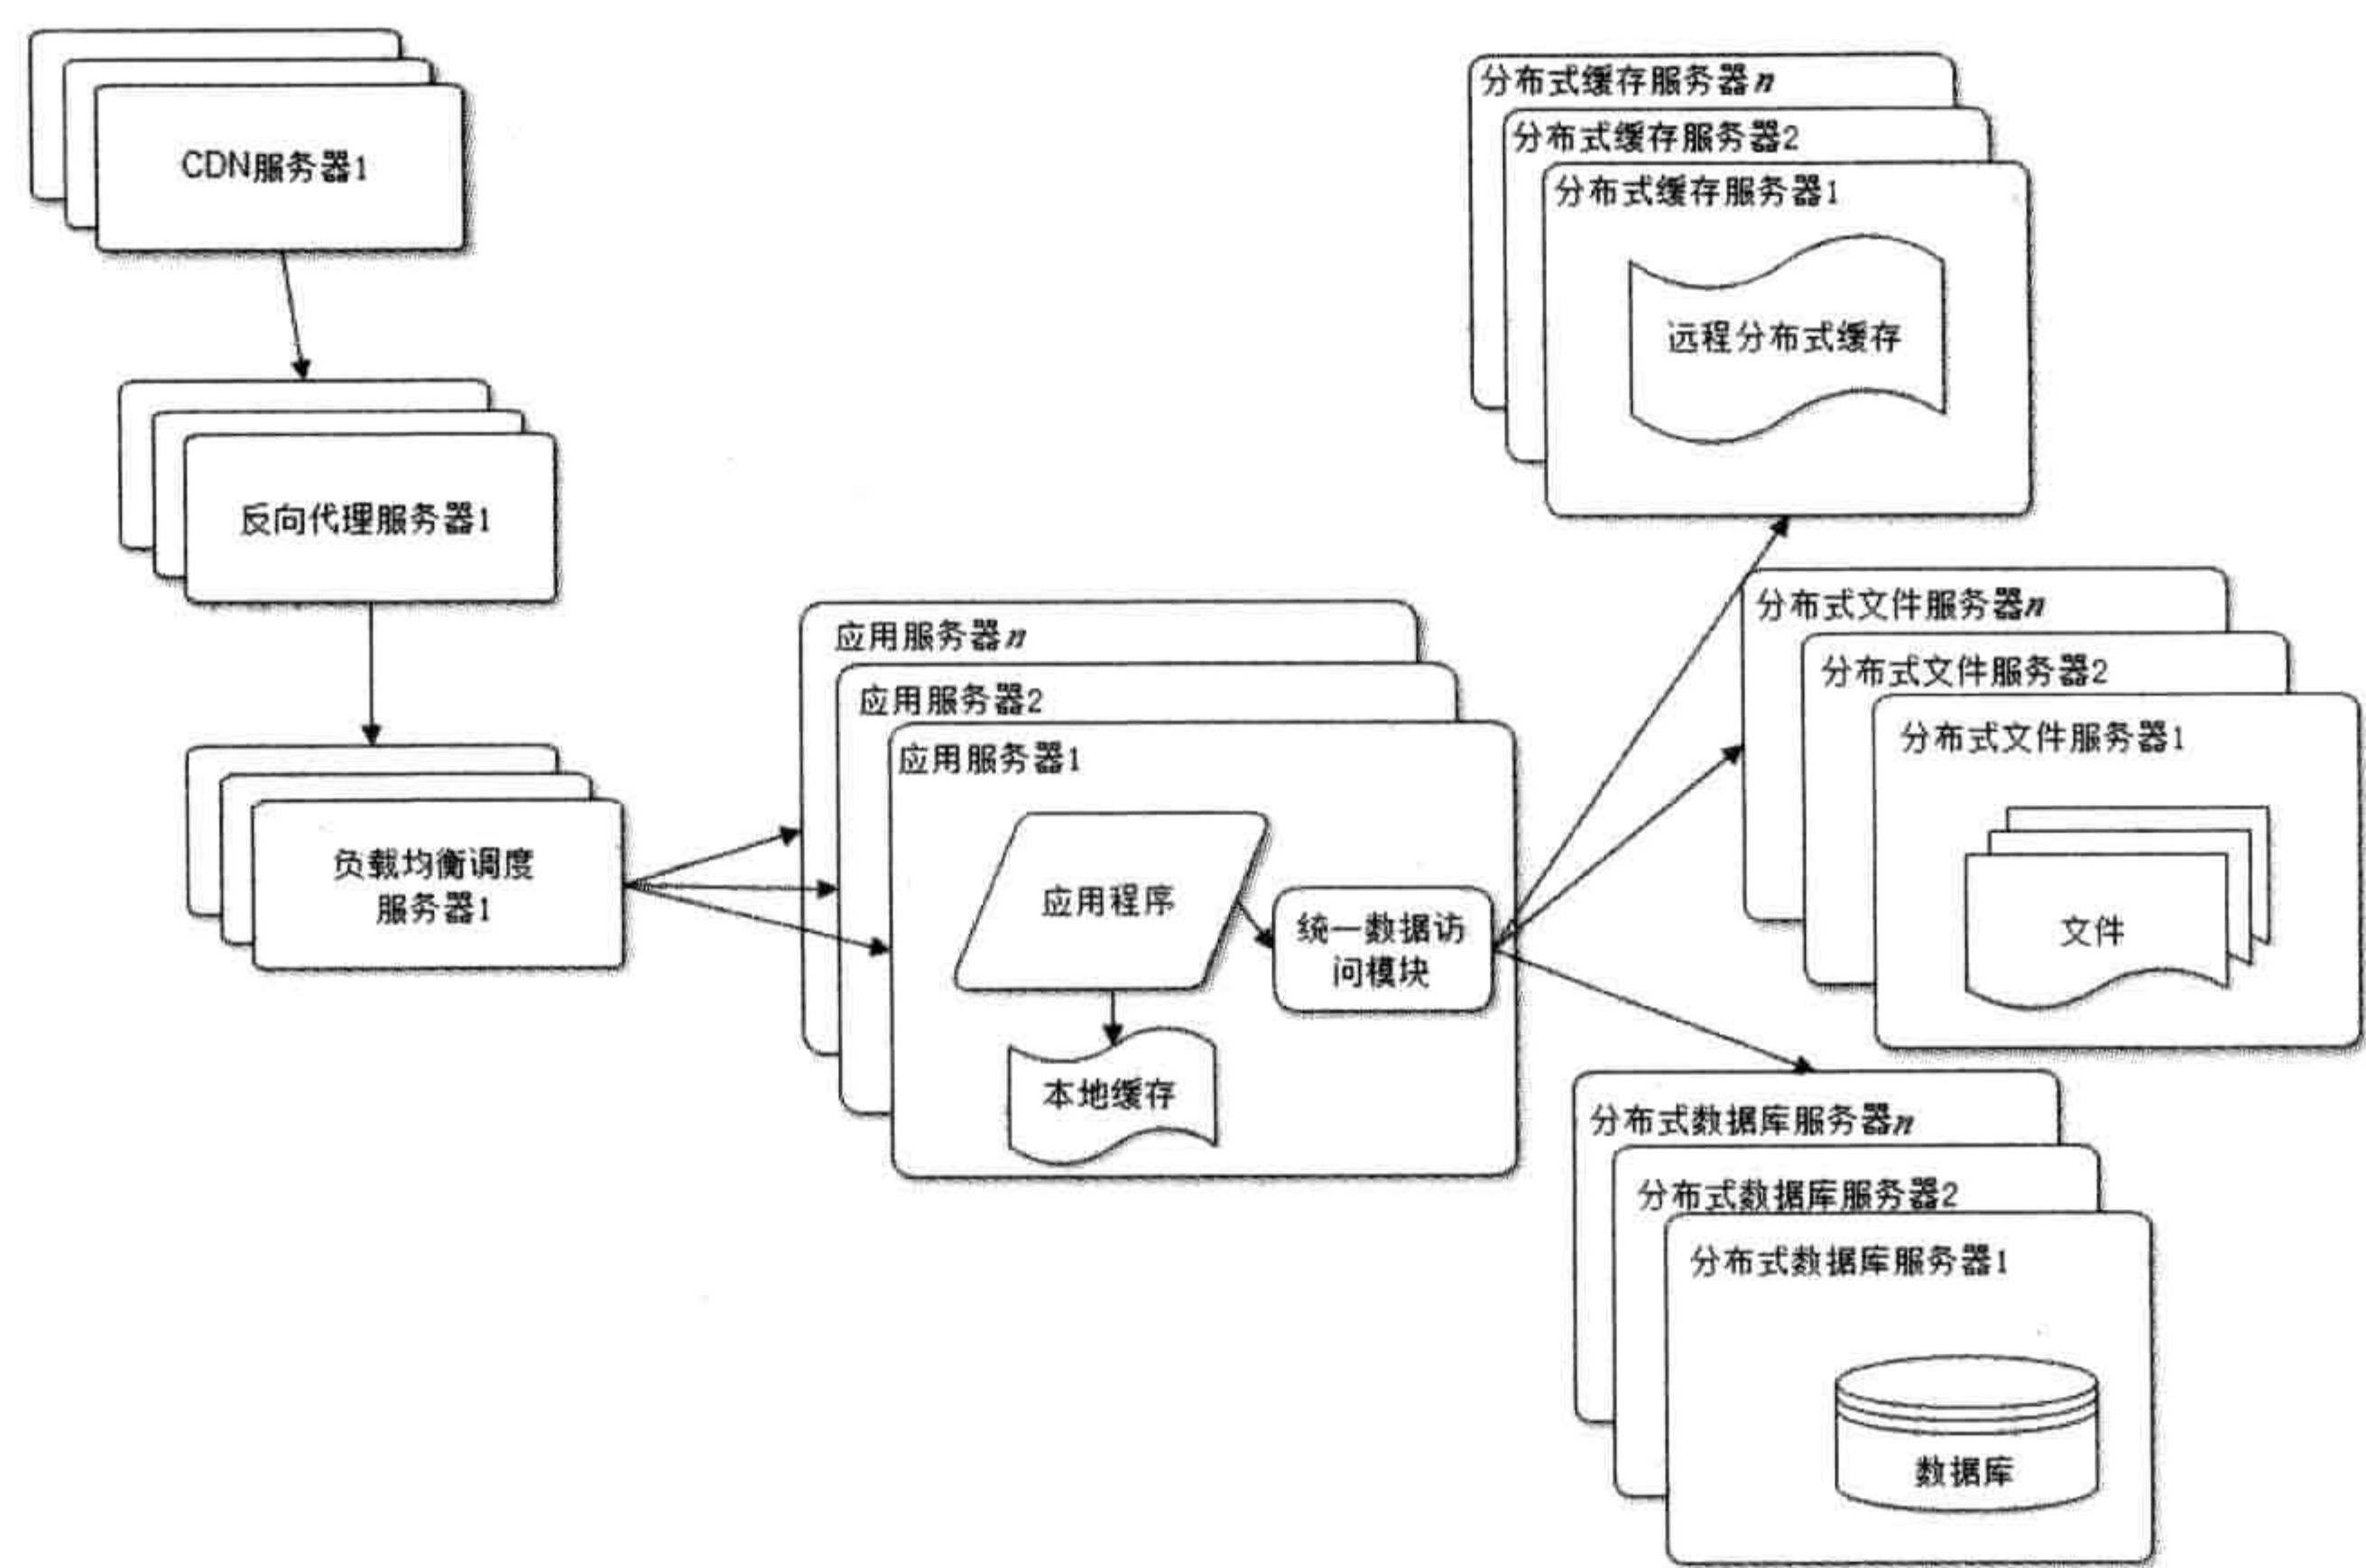 CDN服务器1
反向代理服务器1
负载均衡调度
服务器1
应用服务器n
应用服务器2
应用服务器1
应用程序
统一数据访
问模块
本地缓存
分布式缓存服务器n
分布式缓存服务器2
分布式缓存服务器1
远程分布式缓存
分布式文件服务器n
分布式文件服务器2
分布式文件服务器1
文件
分布式数据库服务器n
分布式数据库服务器2
分布式数据库服务器1
数据库